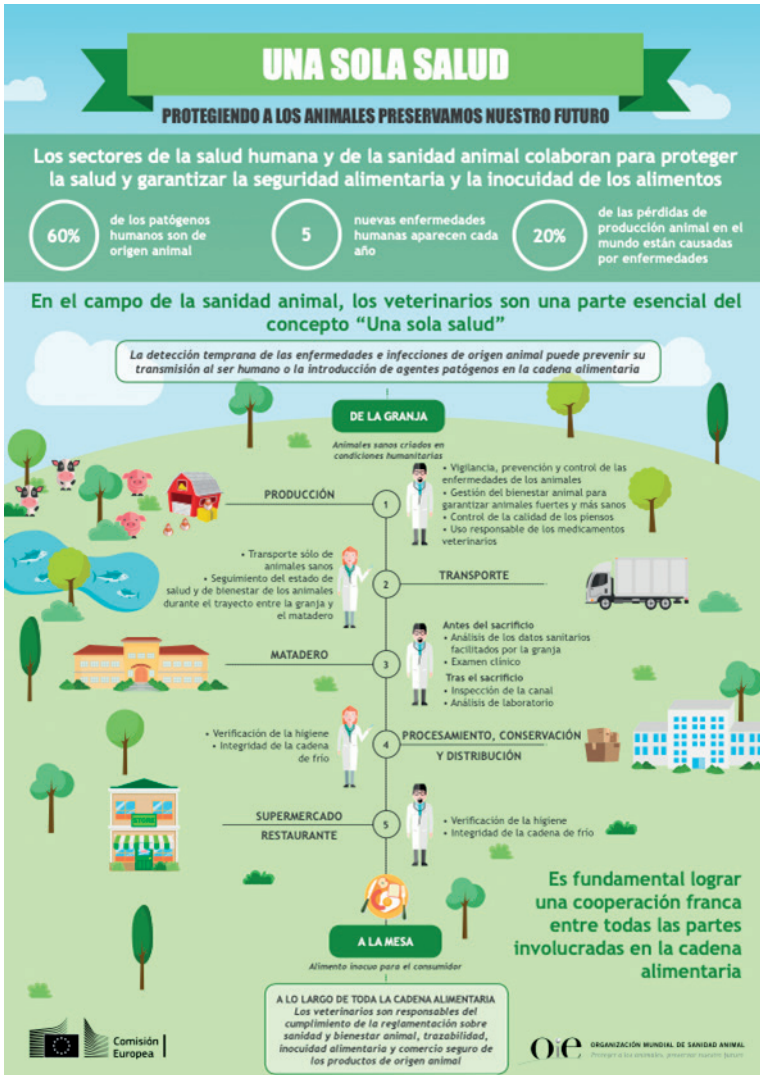 UNA SOLA SALUD
PROTEGIENDO A LOS ANIMALES PRESERVAMOS NUESTRO FUTURO
Los sectores de la salud humana y de la sanidad animal colaboran para proteger
la salud y garantizar la seguridad alimentaria y la inocuidad de los alimentos
60%
de los patógenos
humanos son de
origen animal
5
nuevas enfermedades
humanas aparecen cada
año
20%
de las pérdidas de
producción animal en el
mundo están causadas
por enfermedades
En el campo de la sanidad animal, los veterinarios son una parte esencial del
concepto “Una sola salud”
La detección temprana de las enfermedades e infecciones de origen animal puede prevenir su
transmisión al ser humano o la introducción de agentes patógenos en la cadena alimentaria
DE LA GRANJA
Animales sanos criados en
condiciones humanitarias
PRODUCCIÓN
1
• Vigilancia, prevención y control de las
enfermedades de los animales
• Gestión del bienestar animal para
garantizar animales fuertes y más sanos
• Control de la calidad de los piensos
• Uso responsable de los medicamentos
veterinarios
• Transporte sólo de
animales sanos
• Seguimiento del estado de
salud y de bienestar de los animales
durante el trayecto entre la granja y
el matadero
2
TRANSPORTE
MATADERO
3
Antes del sacrificio
• Análisis de los datos sanitarios
facilitados por la granja
• Examen clínico
Tras el sacrificio
• Inspección de la canal
• Análisis de laboratorio
• Verificación de la higiene
• Integridad de la cadena
de frío
4
PROCESAMIENTO, CONSERVACIÓN
Y DISTRIBUCIÓN
STORE
SUPERMERCADO
RESTAURANTE
5
• Verificación de la higiene
• Integridad de la cadena de frío
A LA MESA
Alimento inocuo para el consumidor
Es fundamental lograr
una cooperación franca
entre todas las partes
involucradas en la cadena
alimentaria
A LO LARGO DE TODA LA CADENA ALIMENTARIA
Los veterinarios son responsables del
cumplimiento de la reglamentación sobre
sanidad y bienestar animal, trazabilidad,
inocuidad alimentaria y comercio seguro de
los productos de origen animal
Comisión
Europea
oie
ORGANIZACIÓN MUNDIAL DE SANIDAD ANIMAL
Proteger a los animales, preservar nuestro futuro